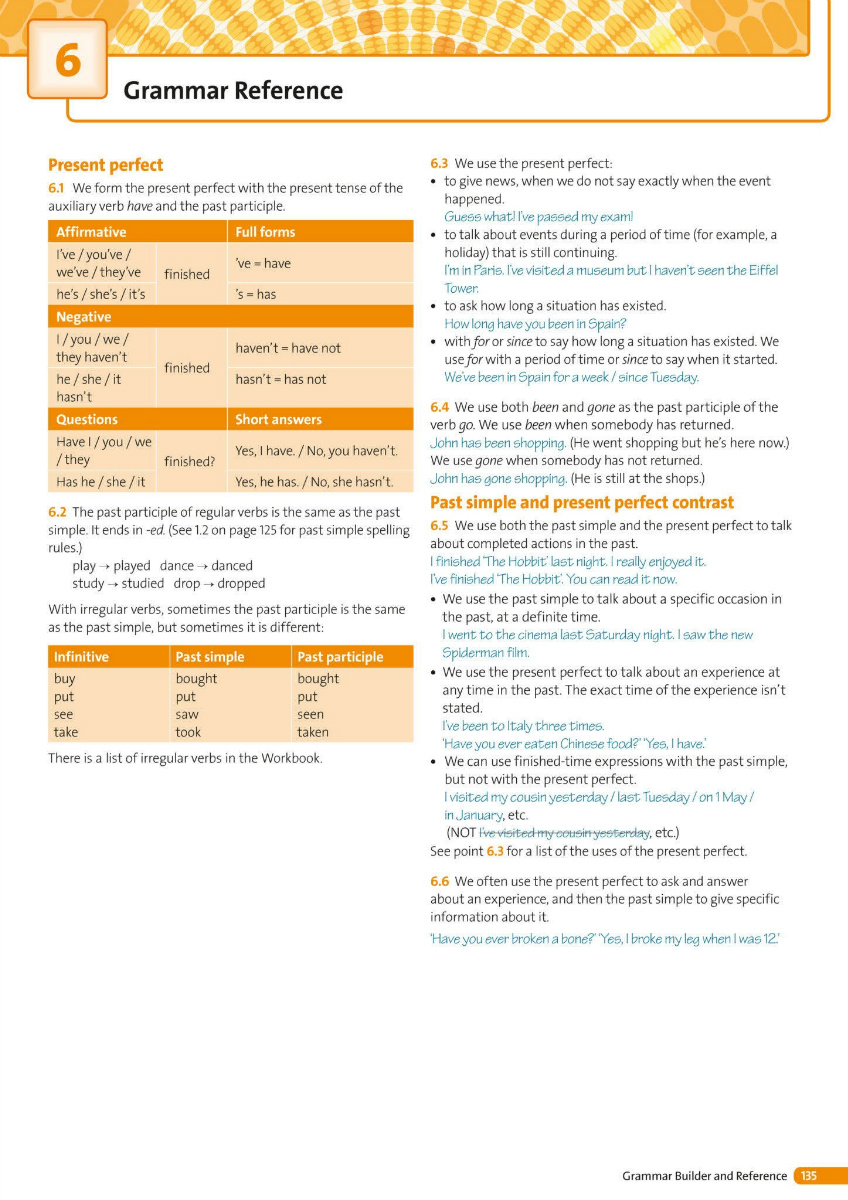 6
Grammar Reference
Present perfect
6.1 We form the present perfect with the present tense of the
auxiliary verb have and the past participle.
Affirmative Full forms
I've / you've /
we've / they've
finished
've = have
he's / she's / it's
's = has
Negative
I / you / we /
they haven't
finished
haven't = have not
he / she / it
hasn't
hasn't = has not
Questions Short answers
Have I / you / we
/ they
finished?
Yes, I have. / No, you haven't.
Has he / she / it
Yes, he has. / No, she hasn't.
6.2 The past participle of regular verbs is the same as the past
simple. It ends in -ed. (See 1.2 on page 125 for past simple spelling
rules.)
play → played dance → danced
study → studied drop → dropped
With irregular verbs, sometimes the past participle is the same
as the past simple, but sometimes it is different:
Infinitive Past simple Past participle
buy bought bought
put put put
see saw seen
take took taken
There is a list of irregular verbs in the Workbook.
6.3 We use the present perfect:
• to give news, when we do not say exactly when the event
happened.
Guess what! I've passed my exam!
• to talk about events during a period of time (for example, a
holiday) that is still continuing.
I'm in Paris. I've visited a museum but I haven't seen the Eiffel
Tower.
• to ask how long a situation has existed.
How long have you been in Spain?
• with for or since to say how long a situation has existed. We
use for with a period of time or since to say when it started.
We've been in Spain for a week / since Tuesday.
6.4 We use both been and gone as the past participle of the
verb go. We use been when somebody has returned.
John has been shopping. (He went shopping but he's here now.)
We use gone when somebody has not returned.
John has gone shopping. (He is still at the shops.)
Past simple and present perfect contrast
6.5 We use both the past simple and the present perfect to talk
about completed actions in the past.
I finished 'The Hobbit' last night. I really enjoyed it.
I've finished 'The Hobbit'. You can read it now.
• We use the past simple to talk about a specific occasion in
the past, at a definite time.
I went to the cinema last Saturday night. I saw the new
Spiderman film.
• We use the present perfect to talk about an experience at
any time in the past. The exact time of the experience isn't
stated.
I've been to Italy three times.
'Have you ever eaten Chinese food?' 'Yes, I have.'
• We can use finished-time expressions with the past simple,
but not with the present perfect.
I visited my cousin yesterday / last Tuesday / on 1 May /
in January, etc.
(NOT I've visited my cousin yesterday, etc.)
See point 6.3 for a list of the uses of the present perfect.
6.6 We often use the present perfect to ask and answer
about an experience, and then the past simple to give specific
information about it.
'Have you ever broken a bone?' 'Yes, I broke my leg when I was 12.'
Grammar Builder and Reference 135